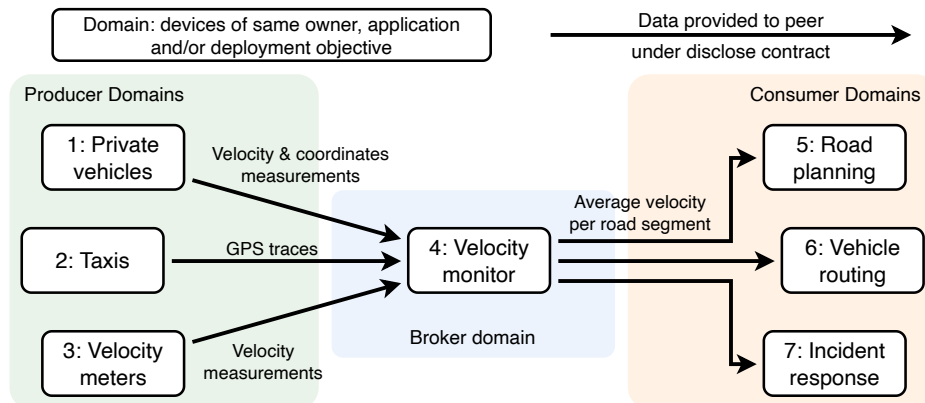 Domain: devices of same owner, application
and/or deployment objective
Data provided to peer
under disclose contract
Producer Domains
Consumer Domains
1: Private
vehicles
Velocity & coordinates
measurements
5: Road
planning
Average velocity
per road segment
2: Taxis
GPS traces
4: Velocity
monitor
6: Vehicle
routing
Broker domain
3: Velocity
meters
Velocity
measurements
7: Incident
response